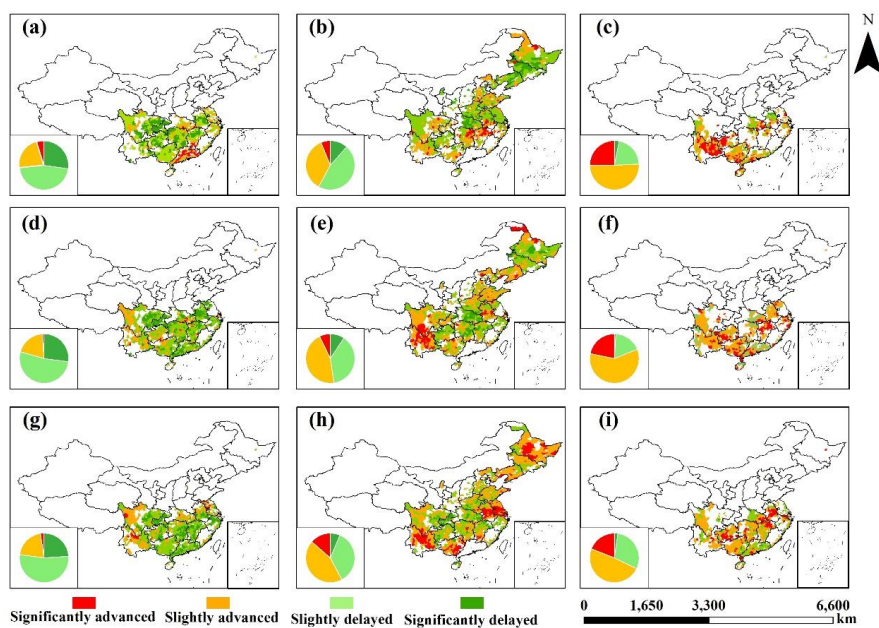 (a)
(b)
(c)
N
(d)
(e)
(f)
(g)
(h)
(i)
Significantly advanced
Slightly advanced
Slightly delayed
Significantly delayed
0 1,650 3,300 6,600
km